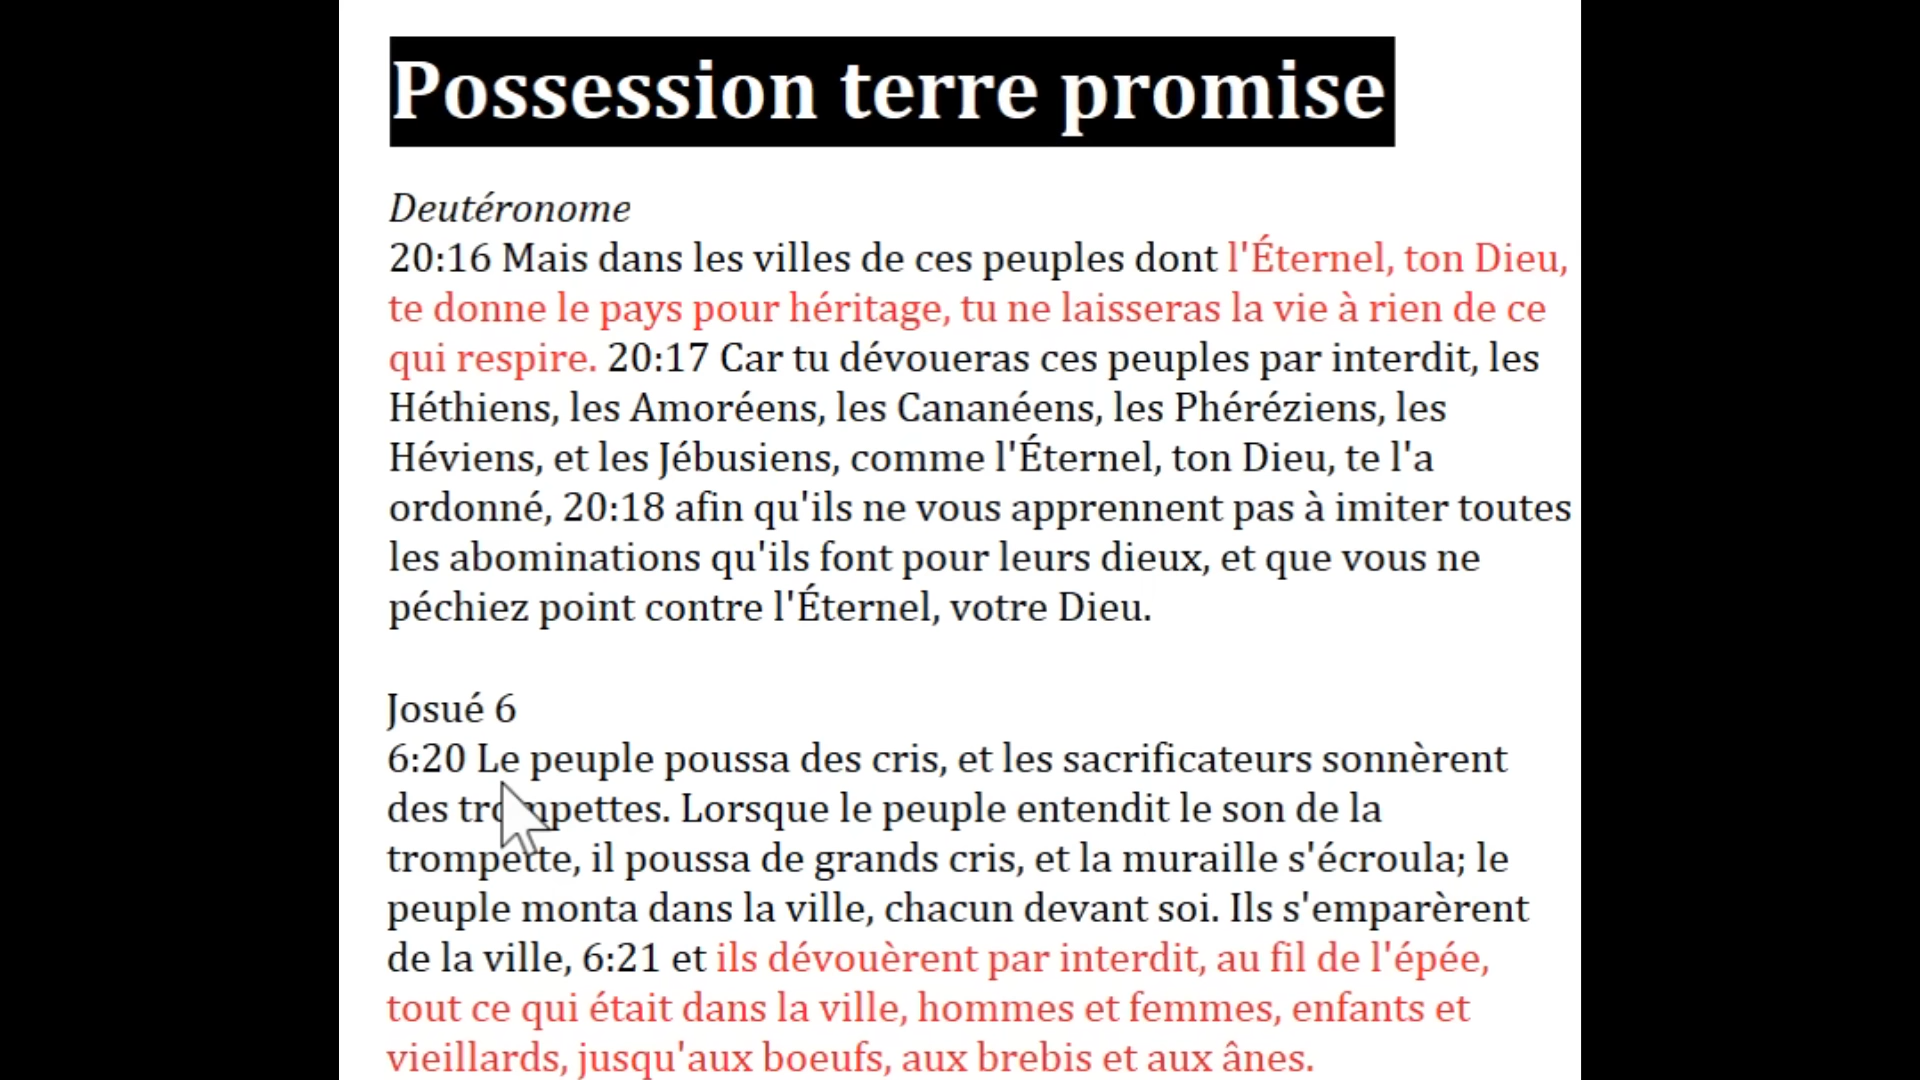 Possession terre promise
Deutéronome
20:16 Mais dans les villes de ces peuples dont l'Éternel, ton Dieu,
te donne le pays pour héritage, tu ne laisseras la vie à rien de ce
qui respire. 20:17 Car tu dévoueras ces peuples par interdit, les
Héthiens, les Amoréens, les Cananéens, les Phéréziens, les
Héviens, et les Jébusiens, comme l'Éternel, ton Dieu, te l'a
ordonné, 20:18 afin qu'ils ne vous apprennent pas à imiter toutes
les abominations qu'ils font pour leurs dieux, et que vous ne
péchiez point contre l'Éternel, votre Dieu.
Josué 6
6:20 Le peuple poussa des cris, et les sacrificateurs sonnèrent
des trompettes. Lorsque le peuple entendit le son de la
trompette, il poussa de grands cris, et la muraille s'écroula; le
peuple monta dans la ville, chacun devant soi. Ils s'emparèrent
de la ville, 6:21 et ils dévouèrent par interdit, au fil de l'épée,
tout ce qui était dans la ville, hommes et femmes, enfants et
vieillards, jusqu'aux boeufs, aux brebis et aux ânes.